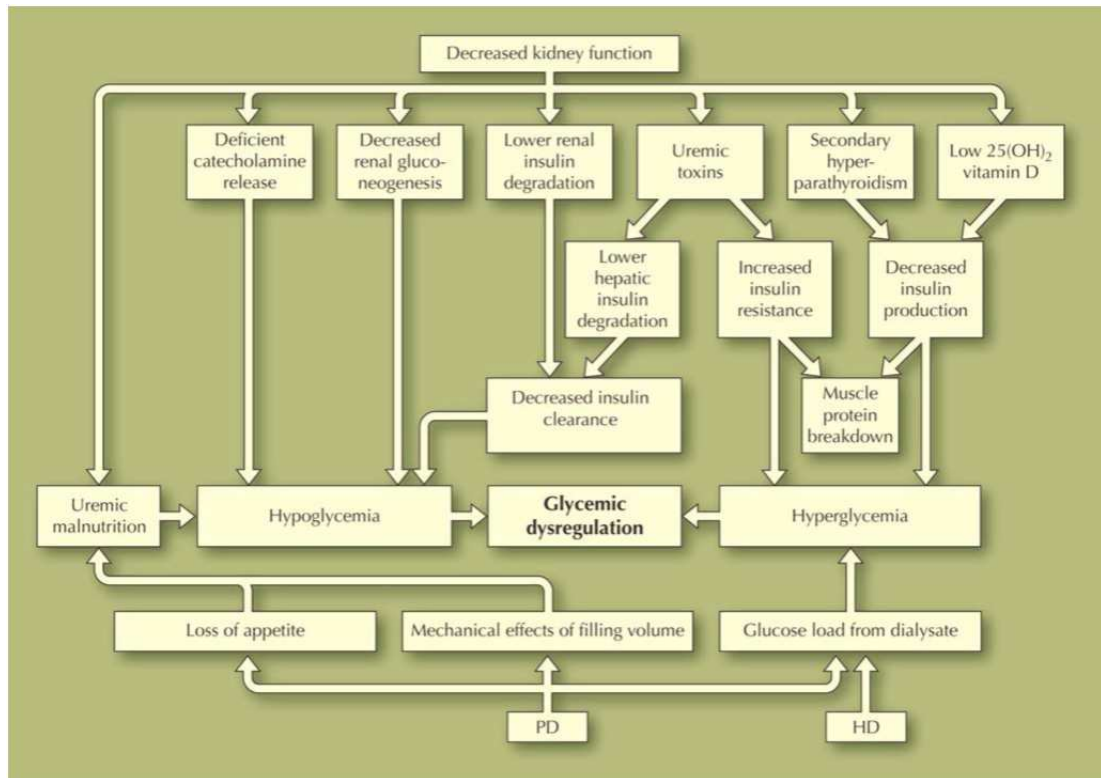 Decreased kidney function
Deficient
catecholamine
release
Decreased
renal gluco-
neogenesis
Lower renal
insulin
degradation
Uremic
toxins
Secondary
hyper-
parathyroidism
Low 25(OH)₂
vitamin D
Lower
hepatic
insulin
degradation
Increased
insulin
resistance
Decreased
insulin
production
Decreased insulin
clearance
Muscle
protein
breakdown
Uremic
malnutrition
Hypoglycemia
Glycemic
dysregulation
Hyperglycemia
Loss of appetite
Mechanical effects of filling volume
Glucose load from dialysate
PD
HD